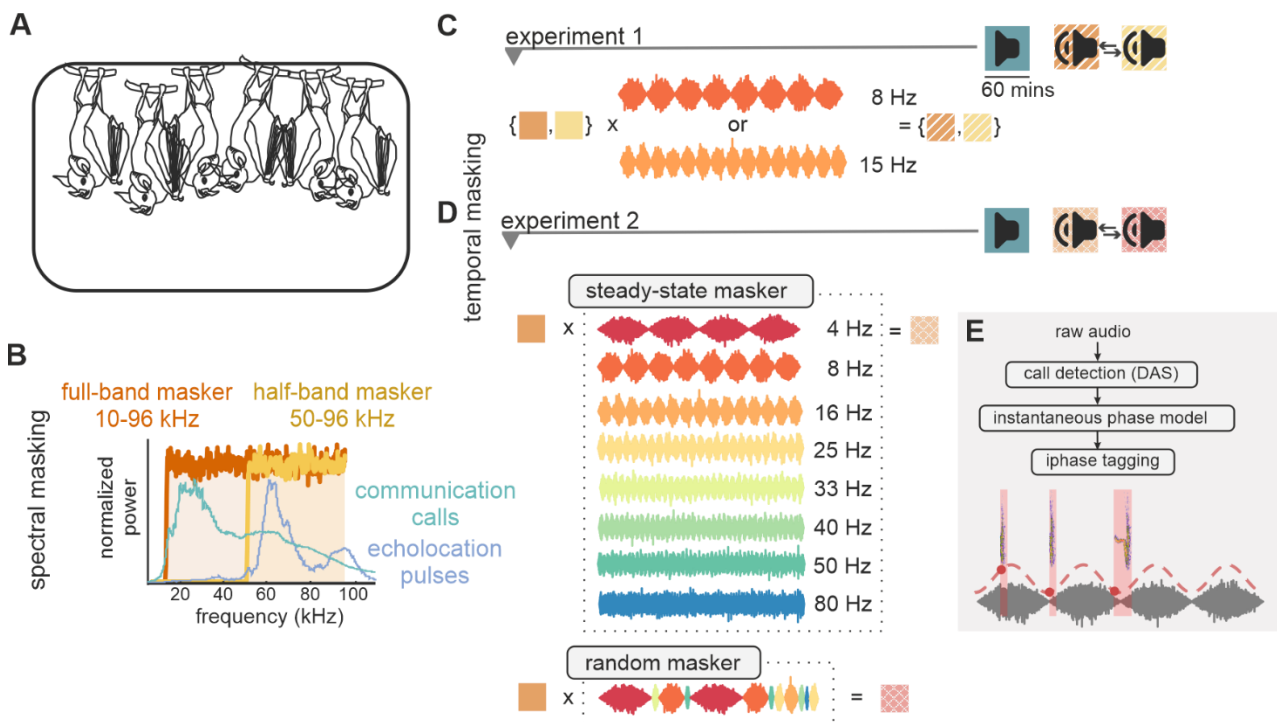 A
B
spectral masking
full-band masker
10-96 kHz
half-band masker
50-96 kHz
normalized
power
communication
calls
echolocation
pulses
20 40 60 80 100
frequency (kHz)
temporal masking
C
experiment 1
60 mins
{ , } x
8 Hz
or
= { , }
15 Hz
D
experiment 2
steady-state masker
x
4 Hz =
8 Hz
16 Hz
25 Hz
33 Hz
40 Hz
50 Hz
80 Hz
random masker
x =
E
raw audio
call detection (DAS)
instantaneous phase model
iphase tagging